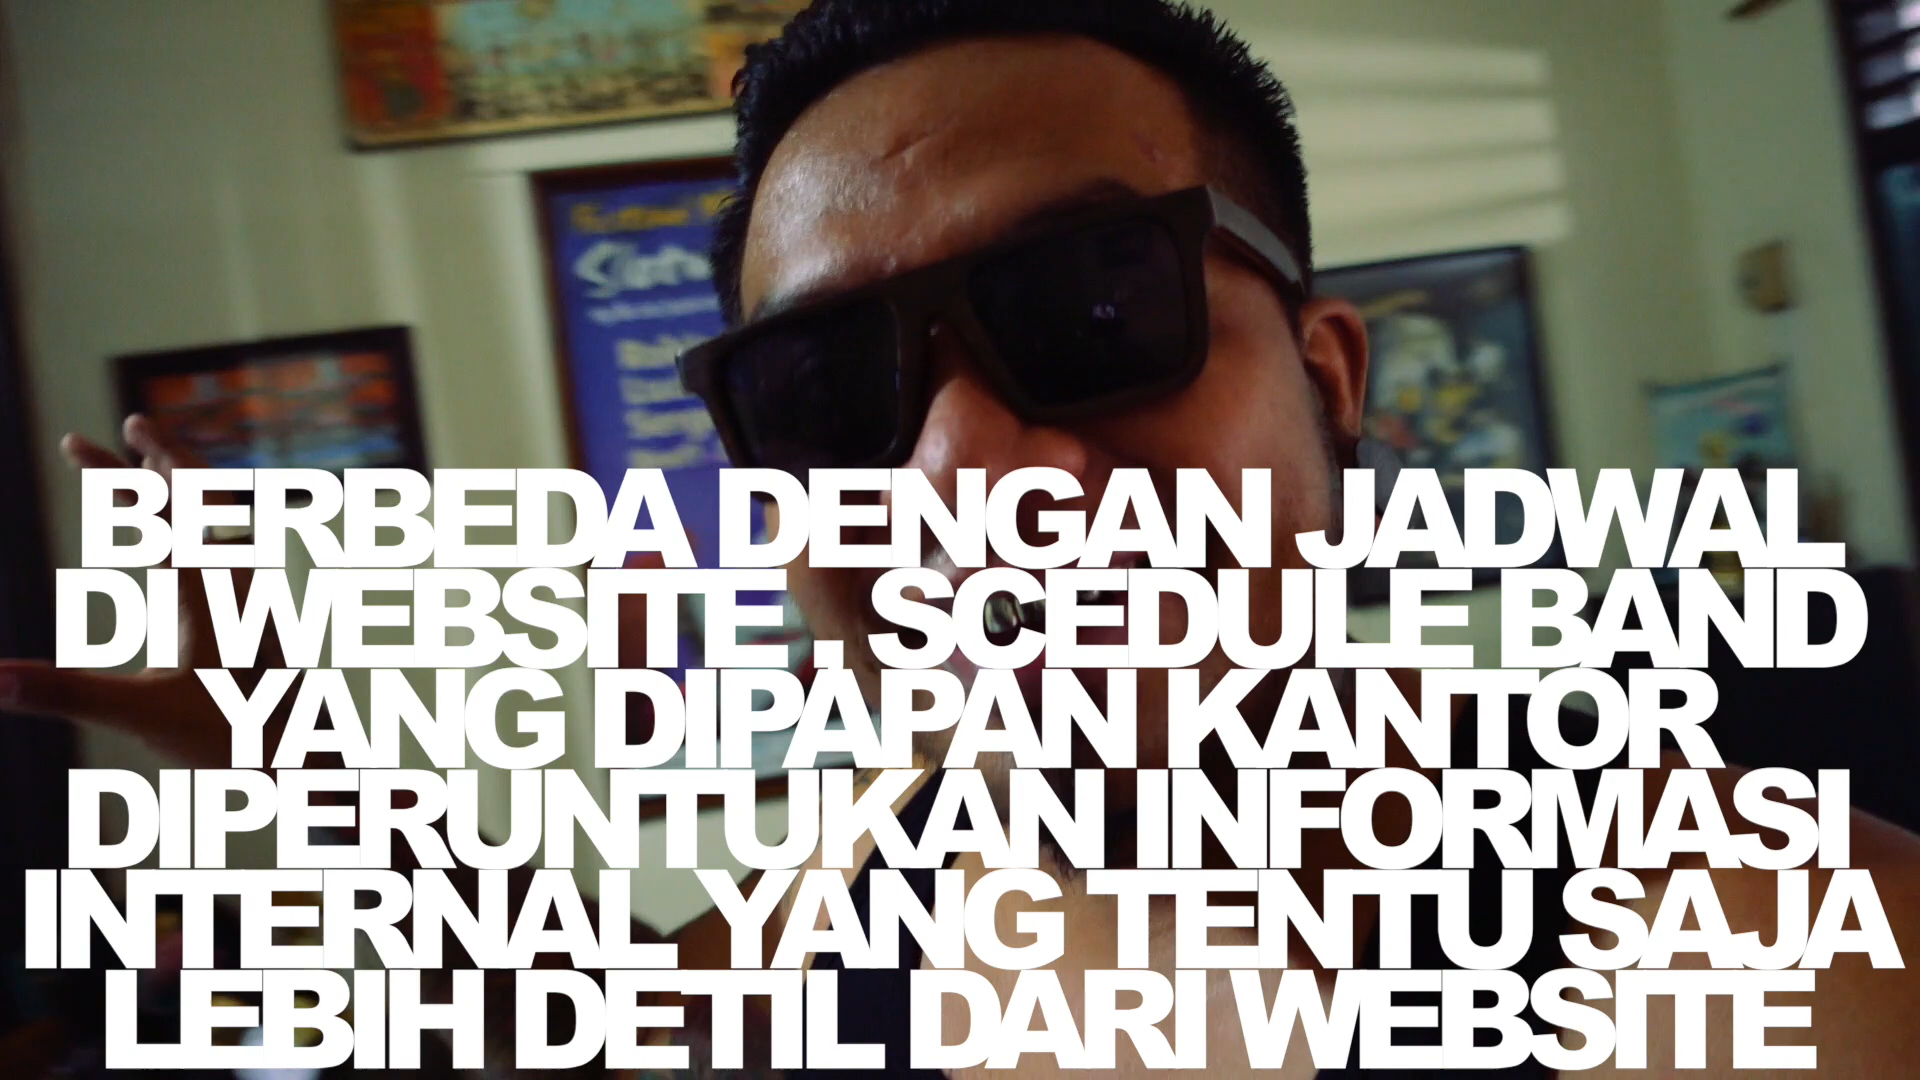 BERBEDA DENGAN JADWAL
DI WEBSITE , SCEDULE BAND
YANG DIPAPAN KANTOR
DIPERUNTUKAN INFORMASI
INTERNAL YANG TENTU SAJA
LEBIH DETIL DARI WEBSITE